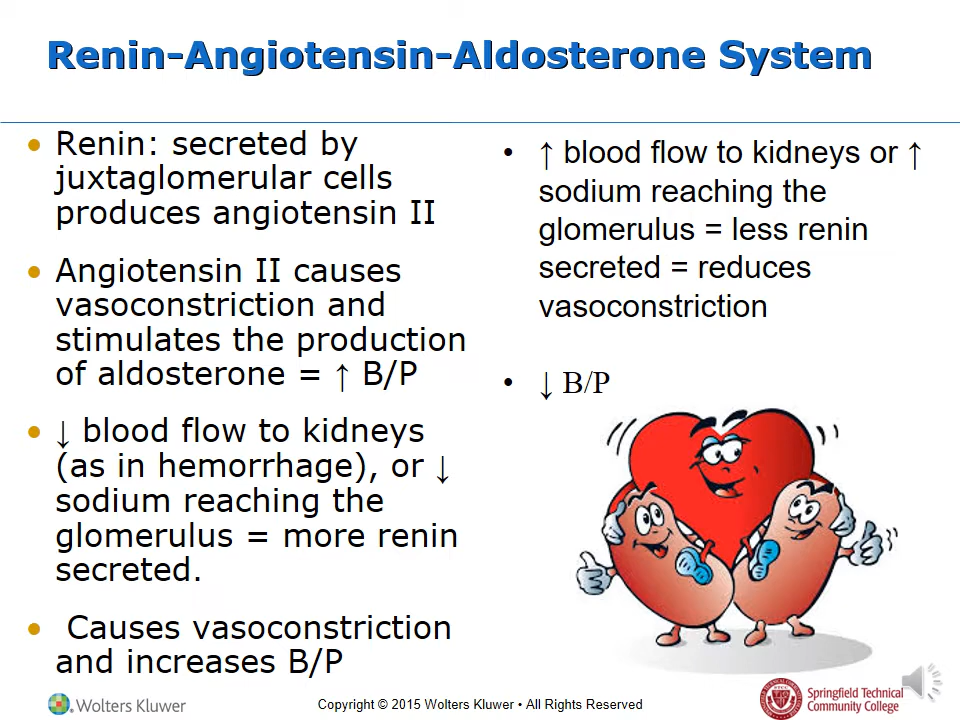 Renin-Angiotensin-Aldosterone System
• Renin: secreted by
juxtaglomerular cells
produces angiotensin II
• Angiotensin II causes
vasoconstriction and
stimulates the production
of aldosterone = ↑ B/P
• ↓ blood flow to kidneys
(as in hemorrhage), or ↓
sodium reaching the
glomerulus = more renin
secreted.
• Causes vasoconstriction
and increases B/P
• ↑ blood flow to kidneys or ↑
sodium reaching the
glomerulus = less renin
secreted = reduces
vasoconstriction
• ↓ B/P
Wolters Kluwer
Copyright © 2015 Wolters Kluwer • All Rights Reserved
Springfield Technical
Community College